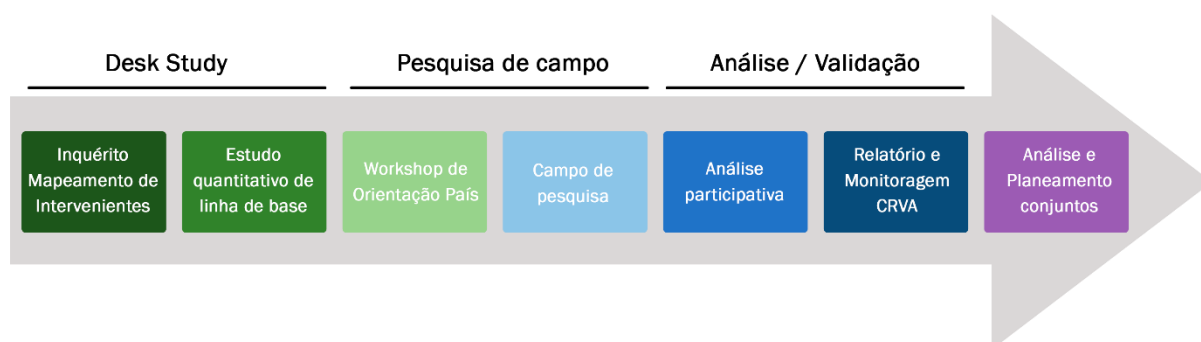 Desk Study
Pesquisa de campo
Análise / Validação
Inquérito
Mapeamento de
Intervenientes
Estudo
quantitativo de
linha de base
Workshop de
Orientação País
Campo de
pesquisa
Análise
participativa
Relatório e
Monitoragem
CRVA
Análise e
Planeamento
conjuntos